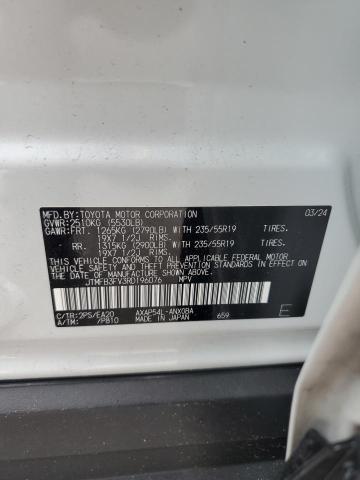 MFD.BY:TOYOTA MOTOR CORPORATION 03/24
GVWR:2510KG (5530LB)
GAWR:FRT. 1265KG (2790LB) WITH 235/55R19 TIRES.
19X7 1/2J RIMS.
RR. 1315KG (2900LB) WITH 235/55R19 TIRES.
19X7 1/2J RIMS.
THIS VEHICLE CONFORMS TO ALL APPLICABLE FEDERAL MOTOR
VEHICLE SAFETY, BUMPER, AND THEFT PREVENTION STANDARDS IN
EFFECT ON THE DATE OF MANUFACTURE SHOWN ABOVE.
JTMFB3FV3RD196076 MPV
C/TR:2PS/EA20 AXAP54L-ANXGBA
A/TM: /P810 MADE IN JAPAN 659 E